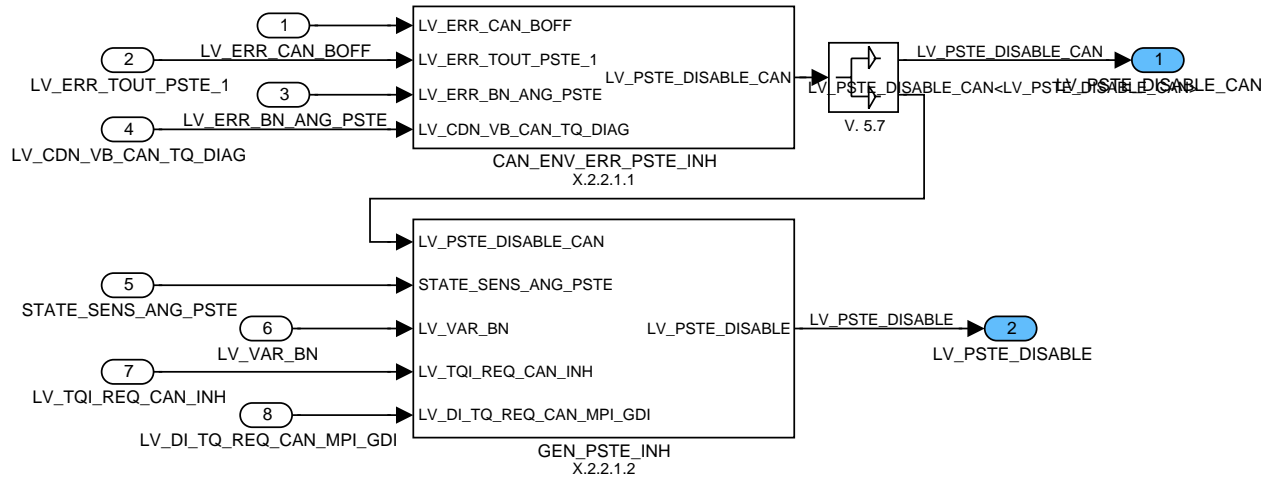 1
LV_ERR_CAN_BOFF
2
LV_ERR_TOUT_PSTE_1
3
LV_ERR_BN_ANG_PSTE
4
LV_CDN_VB_CAN_TQ_DIAG
LV_ERR_CAN_BOFF
LV_ERR_TOUT_PSTE_1
LV_ERR_BN_ANG_PSTE
LV_CDN_VB_CAN_TQ_DIAG
LV_PSTE_DISABLE_CAN
CAN_ENV_ERR_PSTE_INH
X.2.2.1.1
V. 5.7
LV_PSTE_DISABLE_CAN
LV_PSTE_DISABLE_CAN<LV_PSTE_DISABLE_CAN>
1
LV_PSTE_DISABLE_CAN
5
STATE_SENS_ANG_PSTE
6
LV_VAR_BN
7
LV_TQI_REQ_CAN_INH
8
LV_DI_TQ_REQ_CAN_MPI_GDI
LV_PSTE_DISABLE_CAN
STATE_SENS_ANG_PSTE
LV_VAR_BN
LV_TQI_REQ_CAN_INH
LV_DI_TQ_REQ_CAN_MPI_GDI
LV_PSTE_DISABLE
GEN_PSTE_INH
X.2.2.1.2
LV_PSTE_DISABLE
2
LV_PSTE_DISABLE